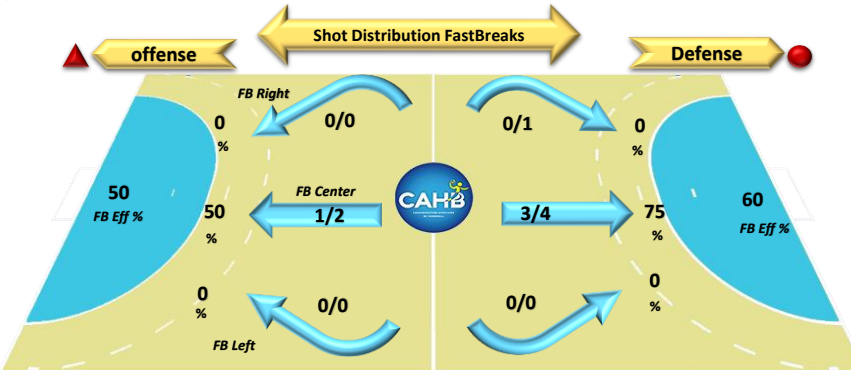 Shot Distribution FastBreaks
offense
Defense
FB Right
0
%
0/0
0/1
0
%
50
FB Eff %
FB Center
50
%
1/2
CAHB
3/4
75
%
60
FB Eff %
0
%
0/0
0/0
0
%
FB Left